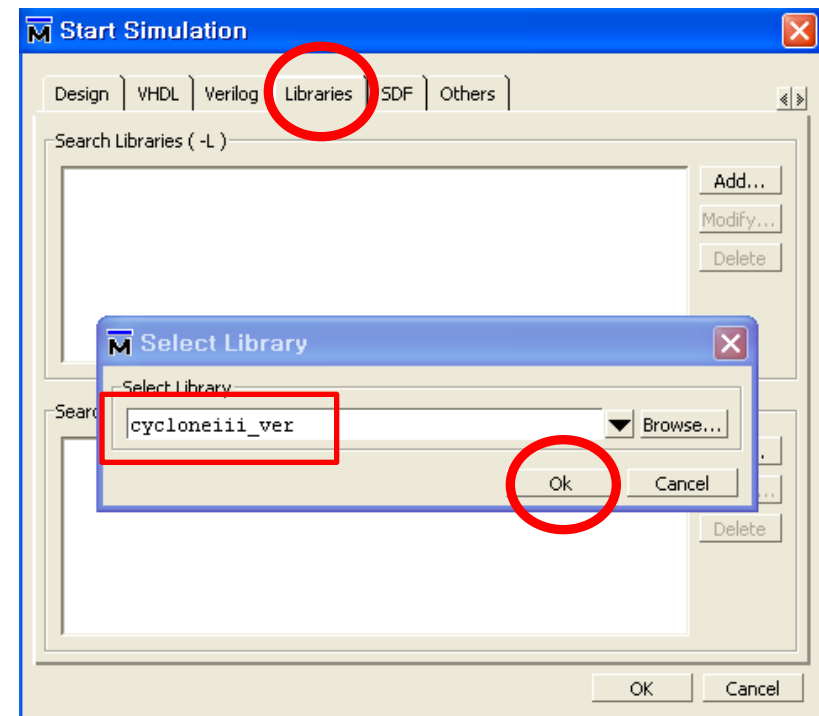 Start Simulation
Design VHDL Verilog Libraries SDF Others
Search Libraries ( -L )
Add...
Modify...
Delete
Select Library
Select Library
cycloneiii_ver Browse...
Ok Cancel
Delete
OK Cancel